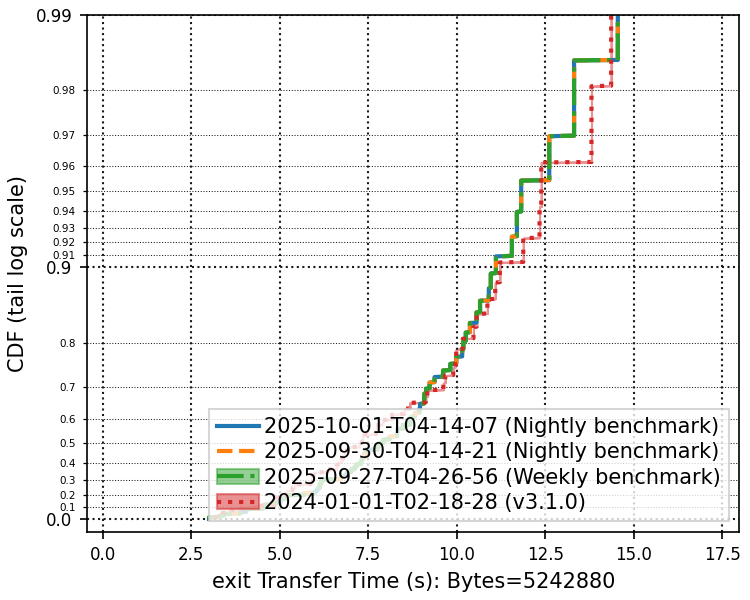 0.99
0.98
0.97
0.96
0.95
0.94
0.93
0.92
0.91
0.9
0.8
0.7
0.6
0.5
0.4
0.3
0.2
0.1
0.0
CDF (tail log scale)
2025-10-01-T04-14-07 (Nightly benchmark)
2025-09-30-T04-14-21 (Nightly benchmark)
2025-09-27-T04-26-56 (Weekly benchmark)
2024-01-01-T02-18-28 (v3.1.0)
0.0 2.5 5.0 7.5 10.0 12.5 15.0 17.5
exit Transfer Time (s): Bytes=5242880